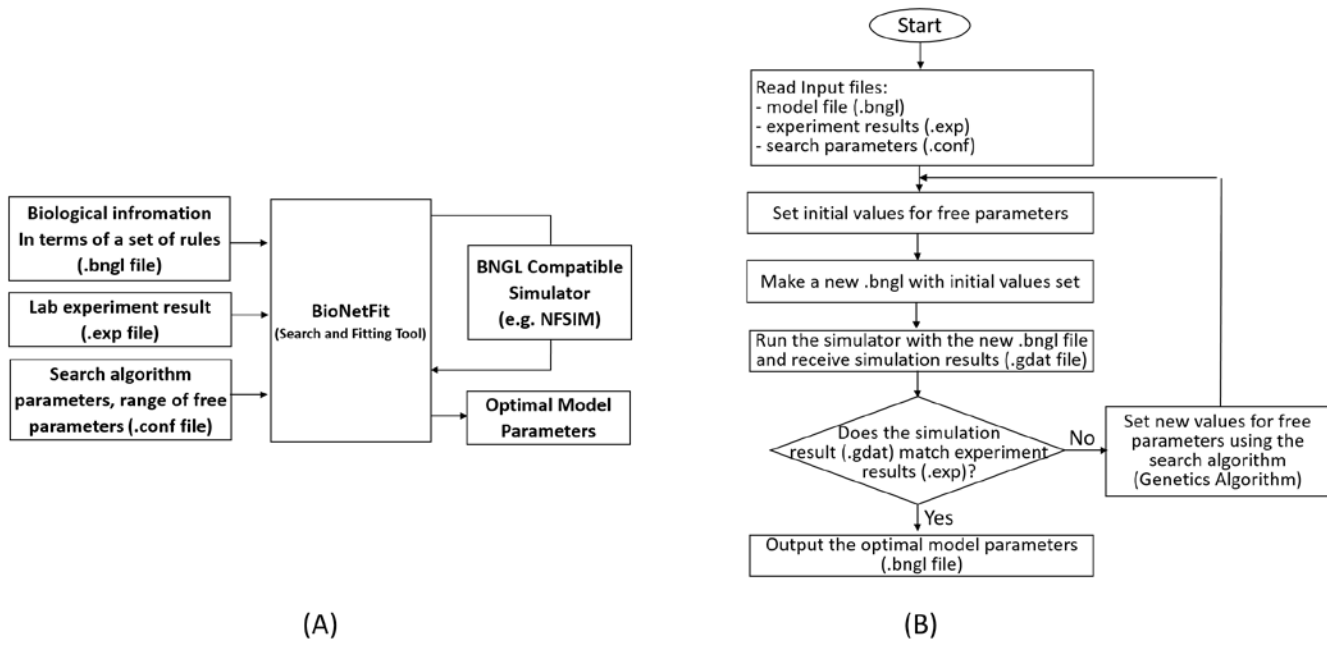 Biological infromation
In terms of a set of rules
(.bngl file)
Lab experiment result
(.exp file)
Search algorithm
parameters, range of free
parameters (.conf file)
BioNetFit
(Search and Fitting Tool)
BNGL Compatible
Simulator
(e.g. NFSIM)
Optimal Model
Parameters
(A)
Start
Read Input files:
- model file (.bngl)
- experiment results (.exp)
- search parameters (.conf)
Set initial values for free parameters
Make a new .bngl with initial values set
Run the simulator with the new .bngl file
and receive simulation results (.gdat file)
Does the simulation
result (.gdat) match experiment
results (.exp)?
No
Set new values for free
parameters using the
search algorithm
(Genetics Algorithm)
Yes
Output the optimal model parameters
(.bngl file)
(B)